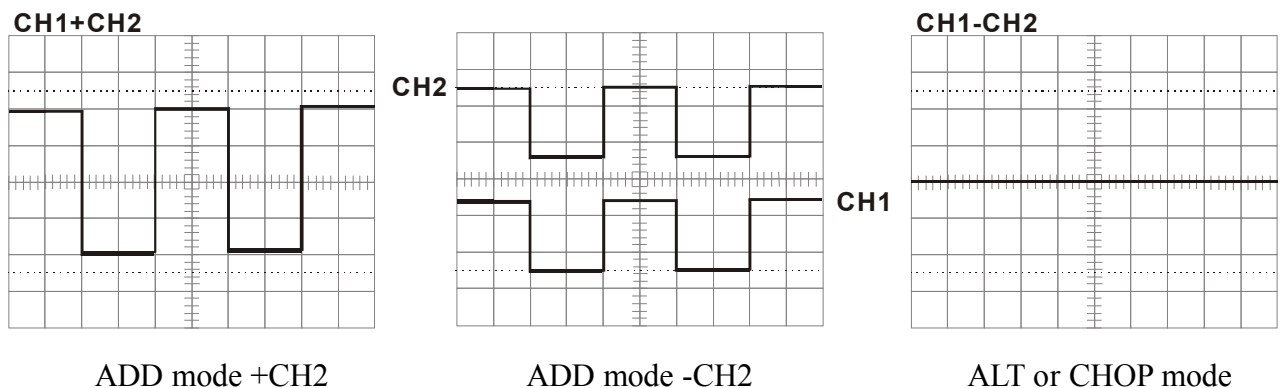 CH1+CH2
CH1-CH2
CH2
CH1
ADD mode +CH2
ADD mode -CH2
ALT or CHOP mode